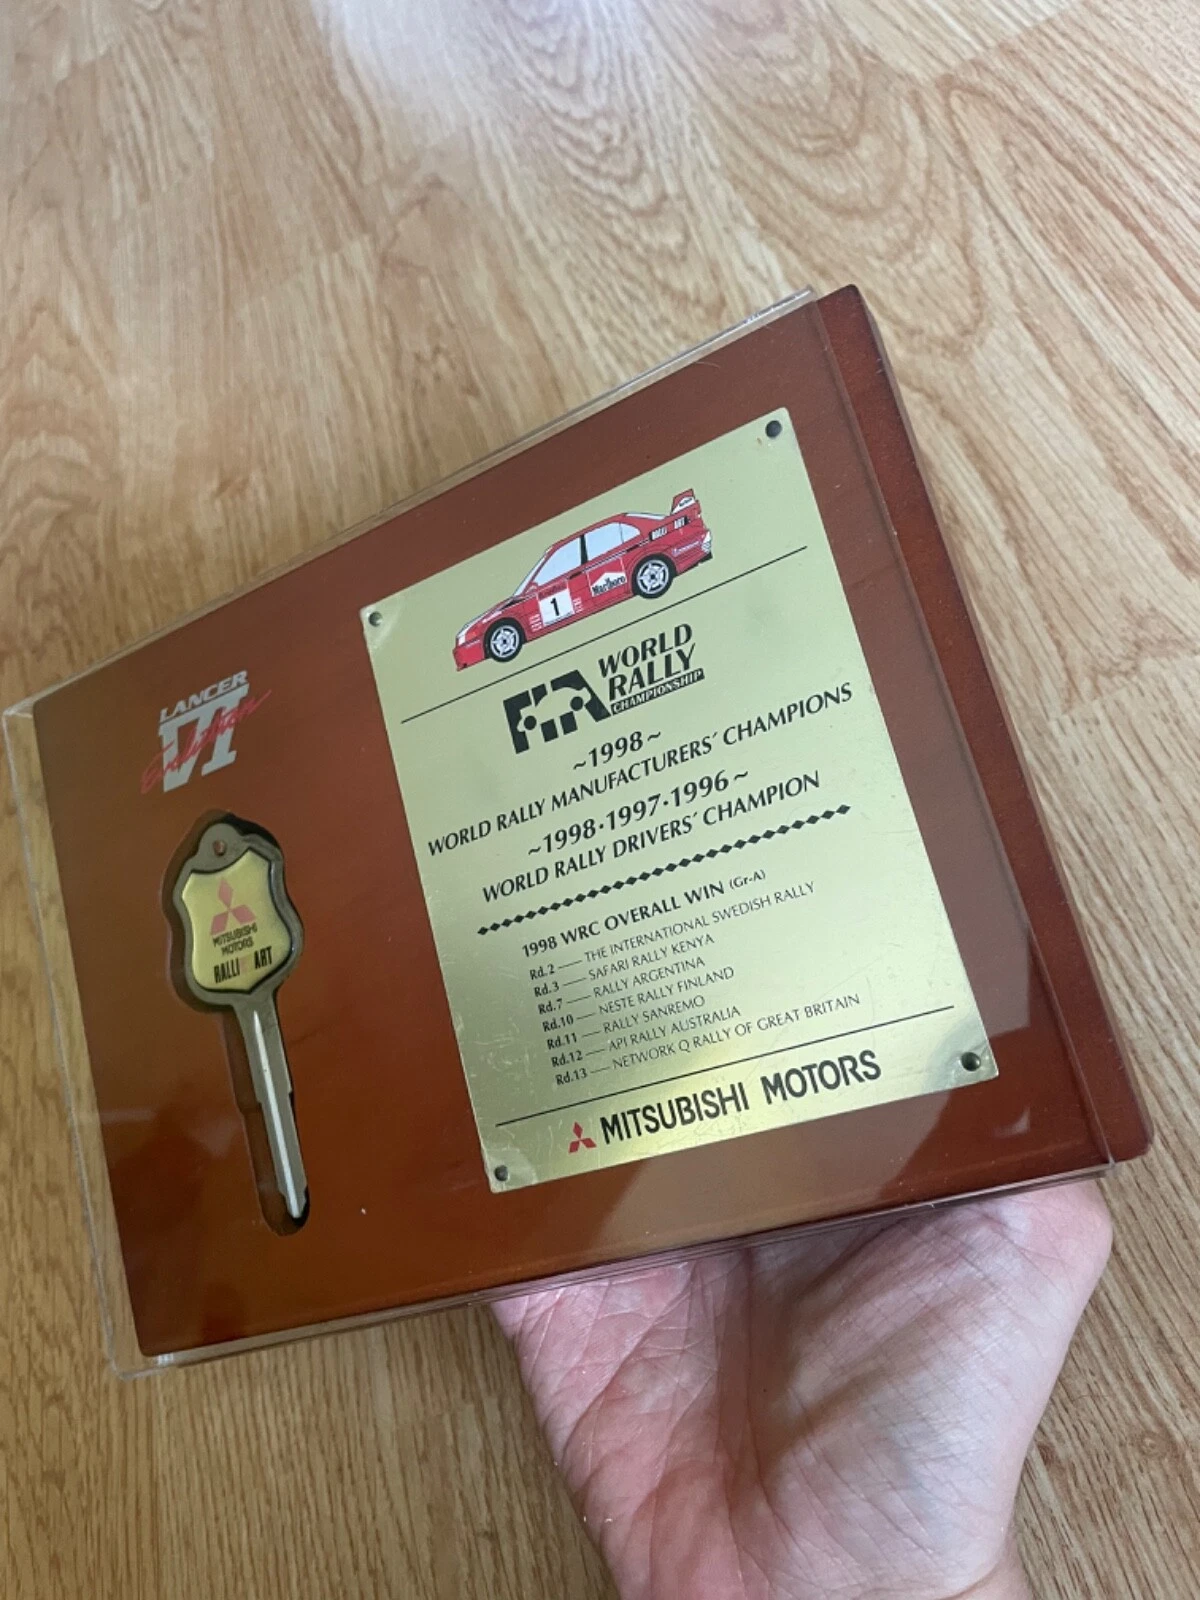 LANCER
Evolution
VI
MITSUBISHI
MOTORS
RALLI ART
1
Marlboro
RALLI ART
FIA WORLD
RALLY
CHAMPIONSHIP
~1998~
WORLD RALLY MANUFACTURERS' CHAMPIONS
~1998·1997·1996~
WORLD RALLY DRIVERS' CHAMPION
1998 WRC OVERALL WIN (Gr-A)
Rd.2 — THE INTERNATIONAL SWEDISH RALLY
Rd.3 — SAFARI RALLY KENYA
Rd.7 — RALLY ARGENTINA
Rd.10 — NESTE RALLY FINLAND
Rd.11 — RALLY SANREMO
Rd.12 — API RALLY AUSTRALIA
Rd.13 — NETWORK Q RALLY OF GREAT BRITAIN
MITSUBISHI MOTORS